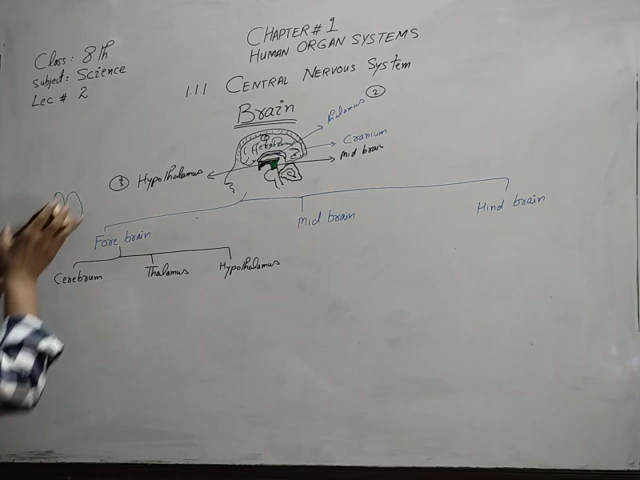 Class: 8th
Subject: Science
Lec # 2
CHAPTER # 1
HUMAN ORGAN SYSTEMS
1.11 CENTRAL NERVOUS SYSTEM
Brain
Thalamus ②
Cranium
Mid brain
③ Hypothalamus
Fore brain
Mid brain
Hind brain
Cerebrum
Thalamus
Hypothalamus